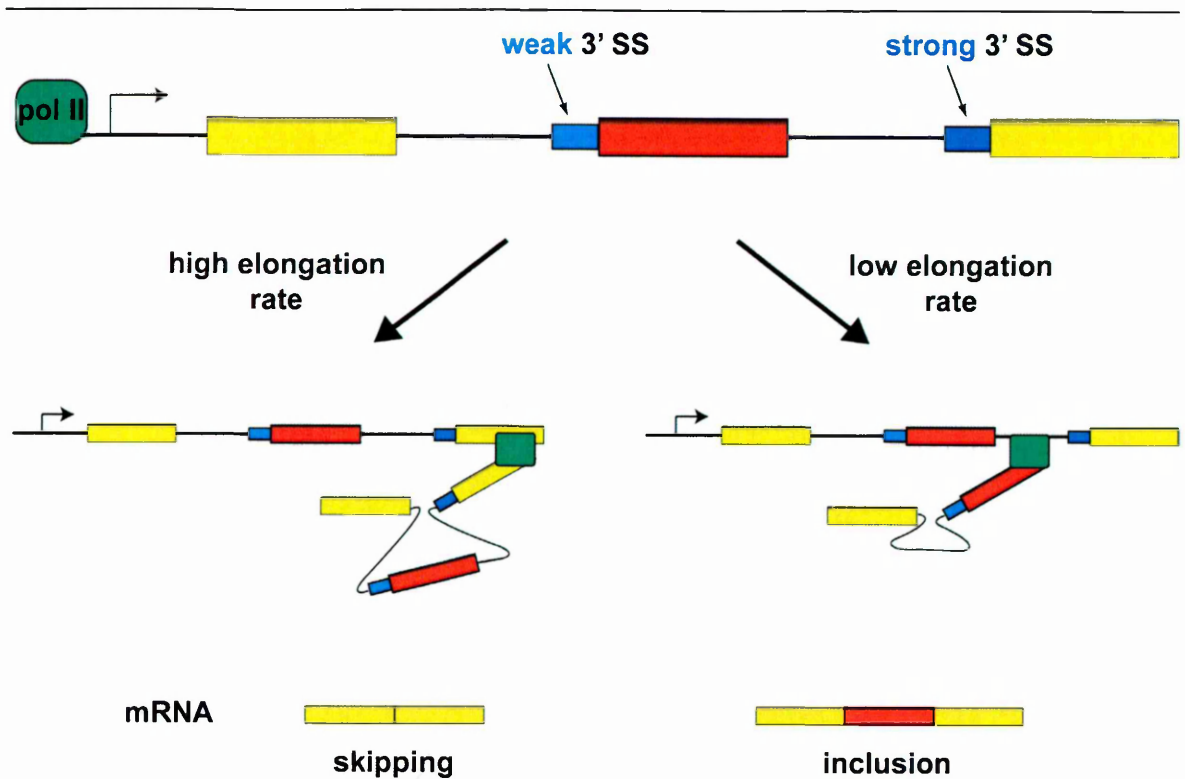 weak 3' SS
strong 3' SS
pol II
high elongation
rate
low elongation
rate
mRNA
skipping
inclusion